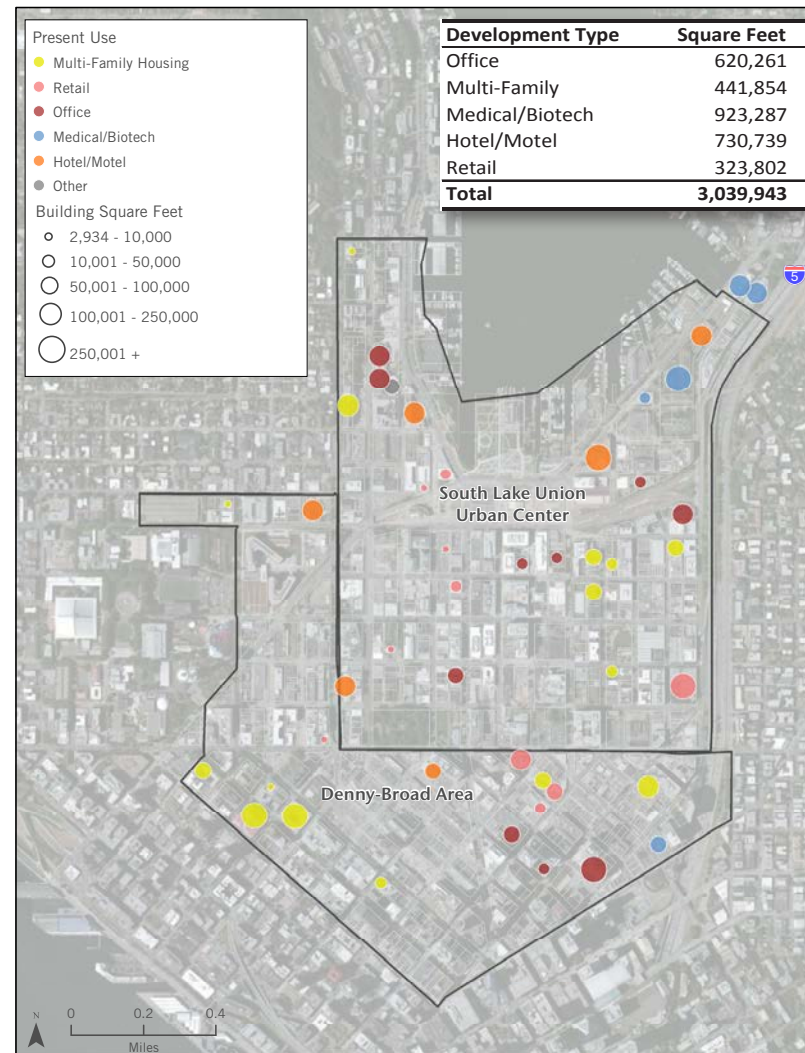 Present Use
Multi-Family Housing
Retail
Office
Medical/Biotech
Hotel/Motel
Other
Building Square Feet
2,934 - 10,000
10,001 - 50,000
50,001 - 100,000
100,001 - 250,000
250,001 +
Development Type Square Feet
Office 620,261
Multi-Family 441,854
Medical/Biotech 923,287
Hotel/Motel 730,739
Retail 323,802
Total 3,039,943
5
South Lake Union
Urban Center
Denny-Broad Area
N
0 0.2 0.4
Miles